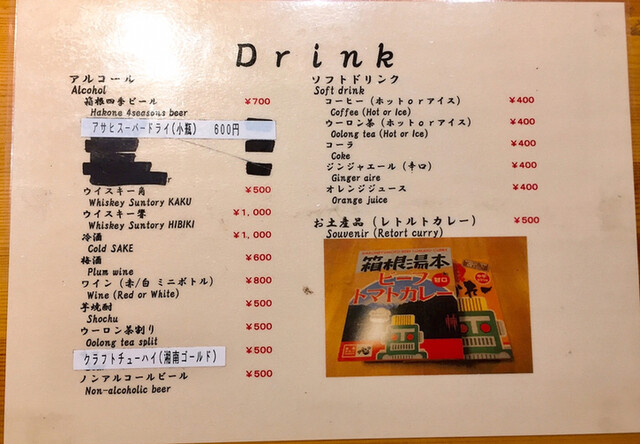 Drink
アルコール
Alcohol
箱根四季ビール ¥700
Hakone 4seasons beer
アサヒスーパードライ(小瓶) 600円
ウイスキー角 ¥500
Whiskey Suntory KAKU
ウイスキー響 ¥1,000
Whiskey Suntory HIBIKI
冷酒 ¥1,000
Cold SAKE
梅酒 ¥600
Plum wine
ワイン (赤/白 ミニボトル) ¥800
Wine (Red or White)
芋焼酎 ¥500
Shochu
ウーロン茶割り ¥500
Oolong tea split
クラフトチューハイ(湘南ゴールド) ¥500
ノンアルコールビール ¥500
Non-alcoholic beer
ソフトドリンク
Soft drink
コーヒー (ホットorアイス) ¥400
Coffee (Hot or Ice)
ウーロン茶 (ホットorアイス) ¥400
Oolong tea (Hot or Ice)
コーラ ¥400
Coke
ジンジャエール (辛口) ¥400
Ginger aire
オレンジジュース ¥400
Orange juice
お土産品 (レトルトカレー) ¥500
Souvenir (Retort curry)
箱根湯本
ビーフ
トマトカレー
甘口